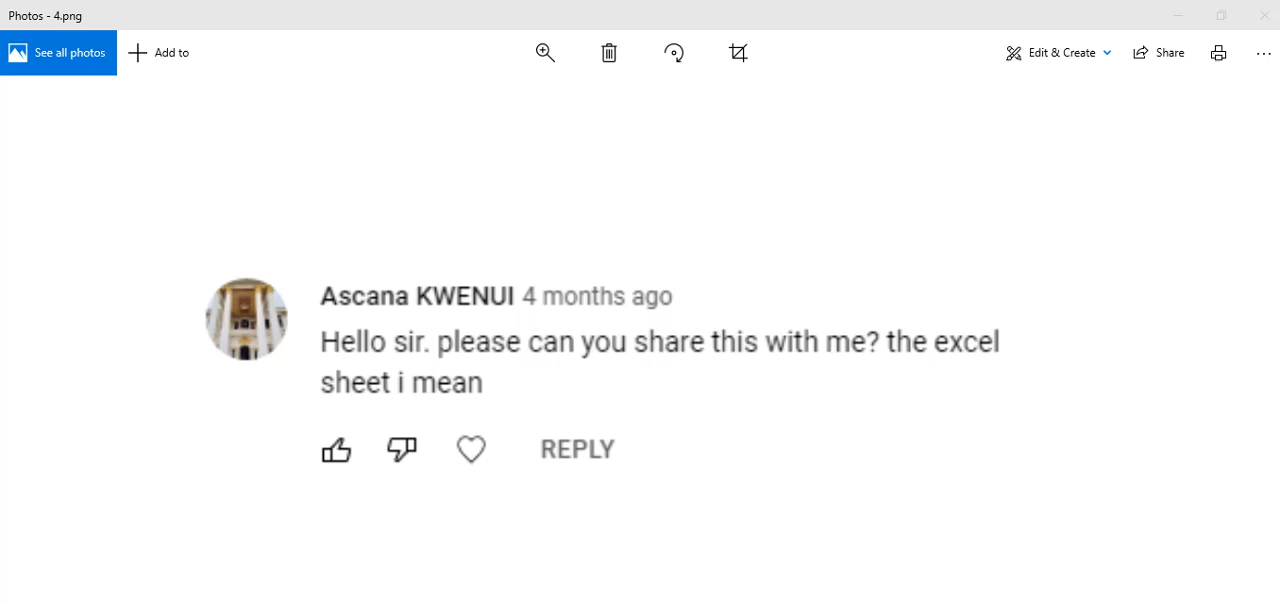 Photos - 4.png
See all photos
Add to
Edit & Create
Share
Ascana KWENUI 4 months ago
Hello sir. please can you share this with me? the excel
sheet i mean
REPLY